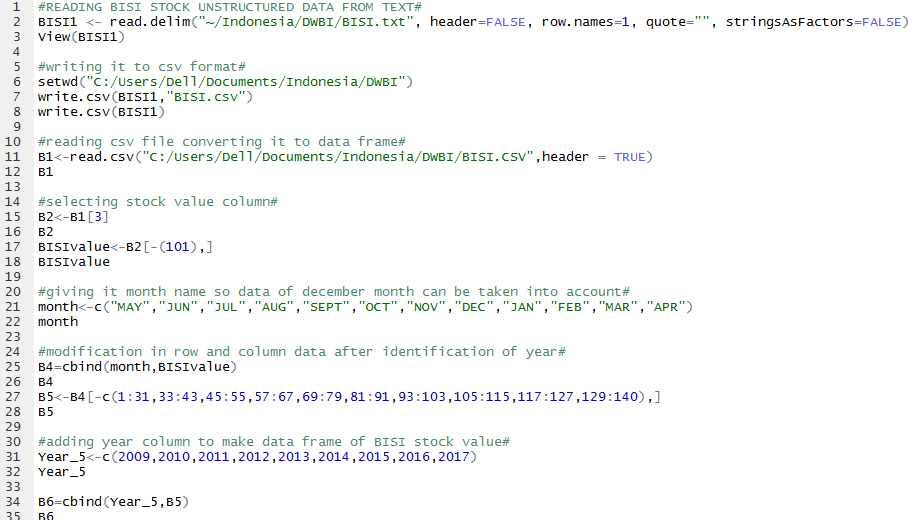 1 #READING BISI STOCK UNSTRUCTURED DATA FROM TEXT#
2 BISI1 <- read.delim("~/Indonesia/DWBI/BISI.txt", header=FALSE, row.names=1, quote="", stringsAsFactors=FALSE)
3 View(BISI1)
4
5 #writing it to csv format#
6 setwd("C:/Users/Dell/Documents/Indonesia/DWBI")
7 write.csv(BISI1,"BISI.csv")
8 write.csv(BISI1)
9
10 #reading csv file converting it to data frame#
11 B1<-read.csv("C:/Users/Dell/Documents/Indonesia/DWBI/BISI.CSV",header = TRUE)
12 B1
13
14 #selecting stock value column#
15 B2<-B1[3]
16 B2
17 BISIvalue<-B2[-(101),]
18 BISIvalue
19
20 #giving it month name so data of december month can be taken into account#
21 month<-c("MAY","JUN","JUL","AUG","SEPT","OCT","NOV","DEC","JAN","FEB","MAR","APR")
22 month
23
24 #modification in row and column data after identification of year#
25 B4=cbind(month,BISIvalue)
26 B4
27 B5<-B4[-c(1:31,33:43,45:55,57:67,69:79,81:91,93:103,105:115,117:127,129:140),]
28 B5
29
30 #adding year column to make data frame of BISI stock value#
31 Year_5<-c(2009,2010,2011,2012,2013,2014,2015,2016,2017)
32 Year_5
33
34 B6=cbind(Year_5,B5)
35 B6